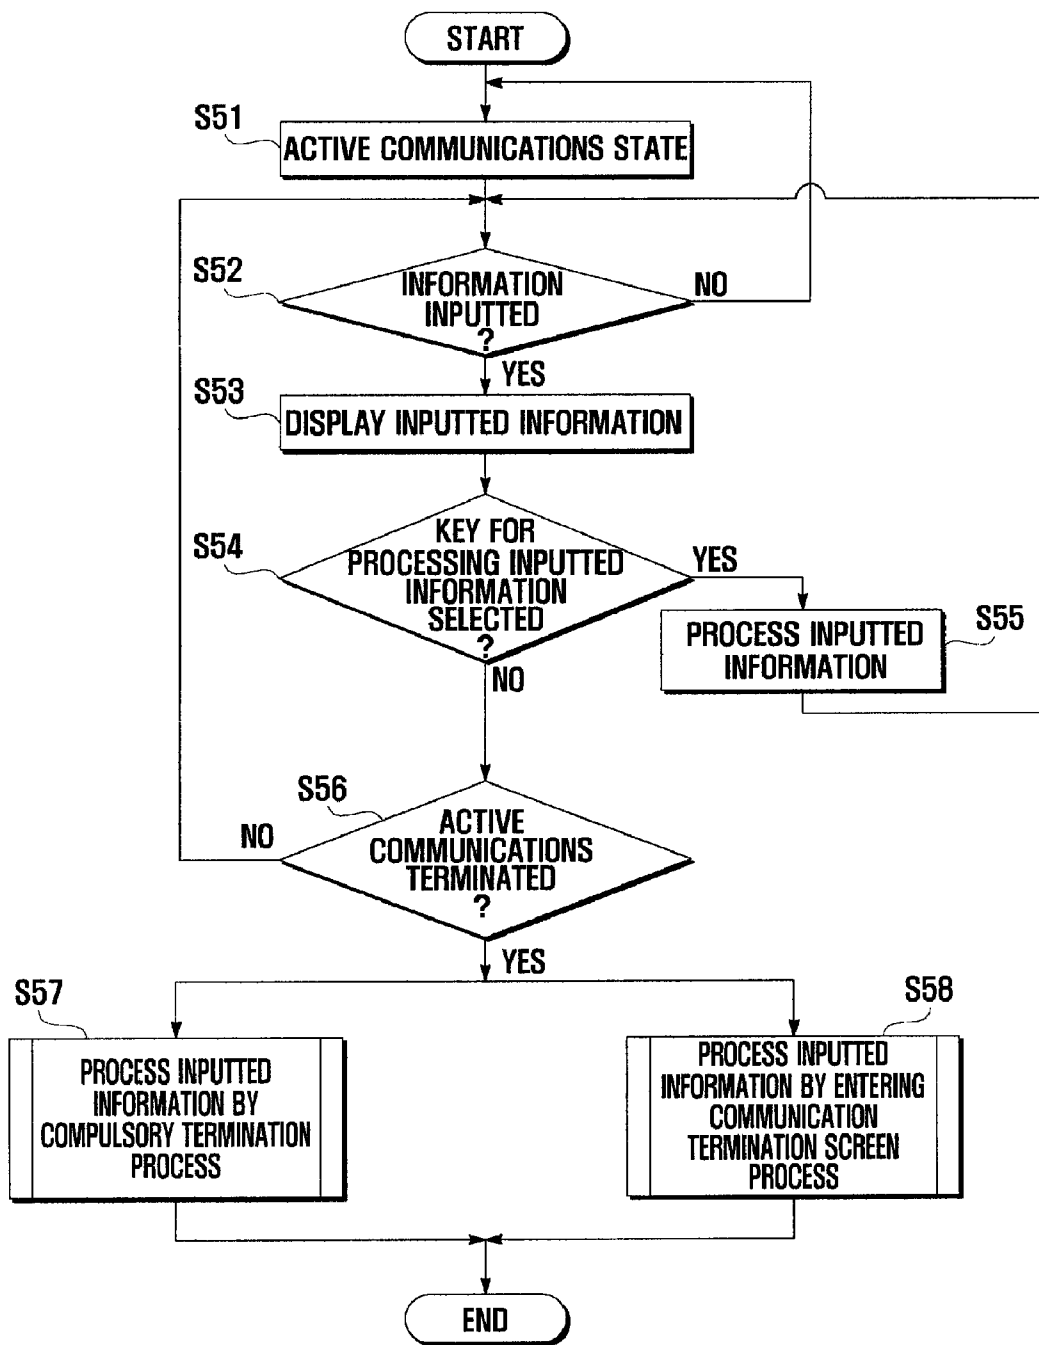 START
S51
ACTIVE COMMUNICATIONS STATE
S52
INFORMATION
INPUTTED
?
NO
YES
S53
DISPLAY INPUTTED INFORMATION
S54
KEY FOR
PROCESSING INPUTTED
INFORMATION
SELECTED
?
YES
NO
S55
PROCESS INPUTTED
INFORMATION
S56
ACTIVE
COMMUNICATIONS
TERMINATED
?
NO
YES
S57
PROCESS INPUTTED
INFORMATION BY
COMPULSORY TERMINATION
PROCESS
S58
PROCESS INPUTTED
INFORMATION BY ENTERING
COMMUNICATION
TERMINATION SCREEN
PROCESS
END